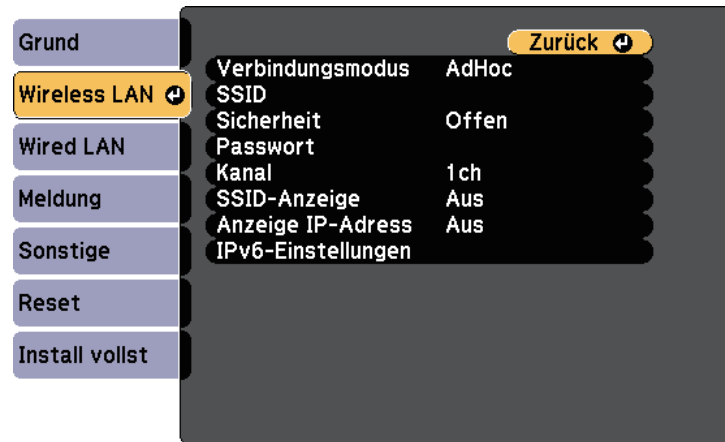 Grund
Wireless LAN
Wired LAN
Meldung
Sonstige
Reset
Install vollst
Zurück
Verbindungsmodus AdHoc
SSID
Sicherheit Offen
Passwort
Kanal 1ch
SSID-Anzeige Aus
Anzeige IP-Adress Aus
IPv6-Einstellungen